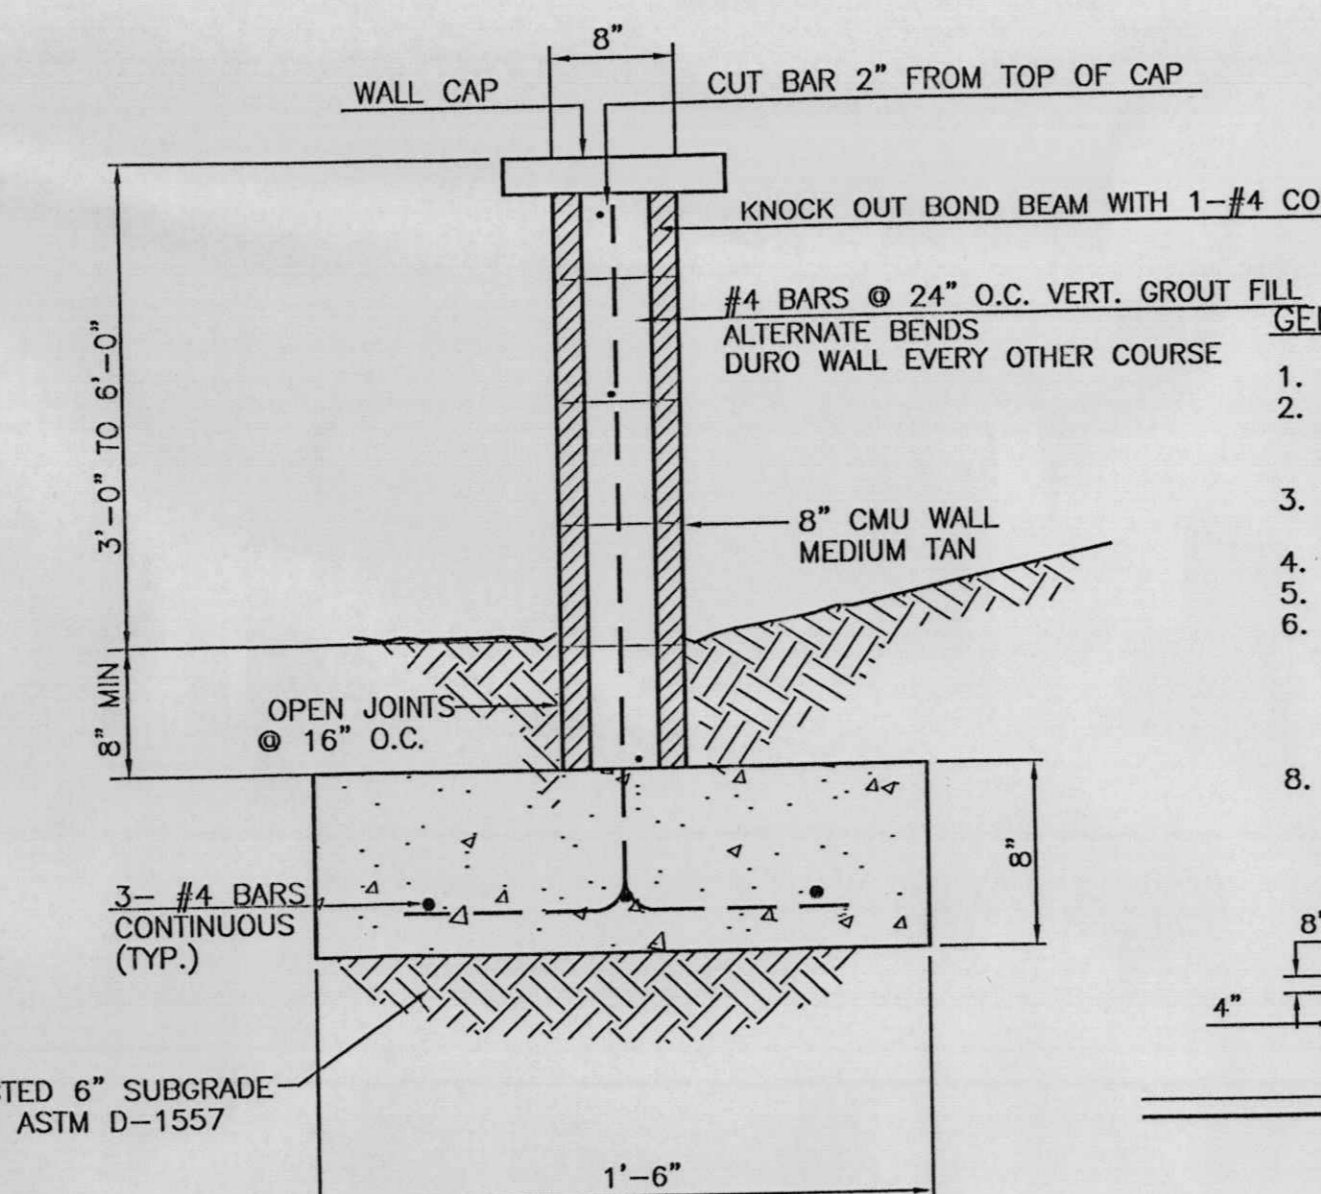 8"
WALL CAP
CUT BAR 2" FROM TOP OF CAP
KNOCK OUT BOND BEAM WITH 1-#4 CO
#4 BARS @ 24" O.C. VERT. GROUT FILL
ALTERNATE BENDS
DURO WALL EVERY OTHER COURSE
3'-0" TO 6'-0"
8" CMU WALL
MEDIUM TAN
8" MIN
OPEN JOINTS
@ 16" O.C.
8"
3- #4 BARS
CONTINUOUS
(TYP.)
CTED 6" SUBGRADE
ASTM D-1557
1'-6"
GE
1.
2.
3.
4.
5.
6.
8.
8"
4"